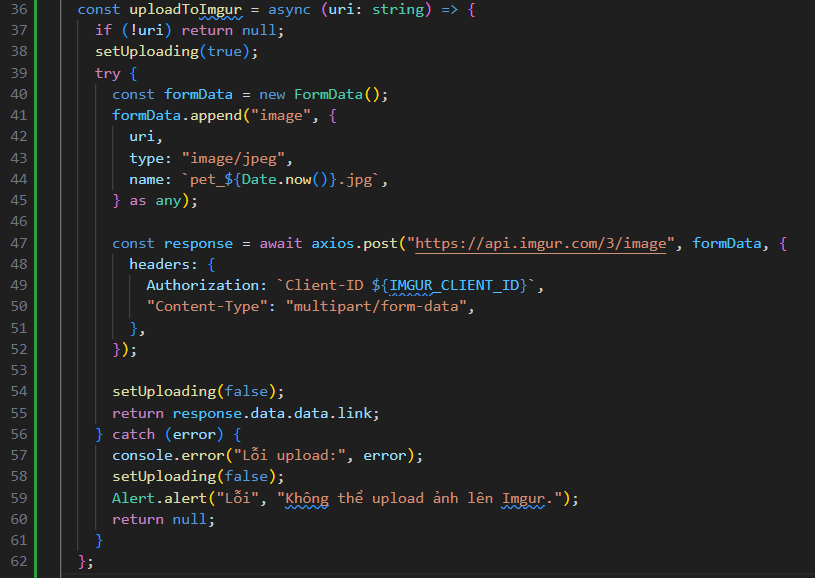 36 const uploadToImgur = async (uri: string) => {
37 if (!uri) return null;
38 setUploading(true);
39 try {
40 const formData = new FormData();
41 formData.append("image", {
42 uri,
43 type: "image/jpeg",
44 name: `pet_${Date.now()}.jpg`,
45 } as any);
46
47 const response = await axios.post("https://api.imgur.com/3/image", formData, {
48 headers: {
49 Authorization: `Client-ID ${IMGUR_CLIENT_ID}`,
50 "Content-Type": "multipart/form-data",
51 },
52 });
53
54 setUploading(false);
55 return response.data.data.link;
56 } catch (error) {
57 console.error("Lỗi upload:", error);
58 setUploading(false);
59 Alert.alert("Lỗi", "Không thể upload ảnh lên Imgur.");
60 return null;
61 }
62 };